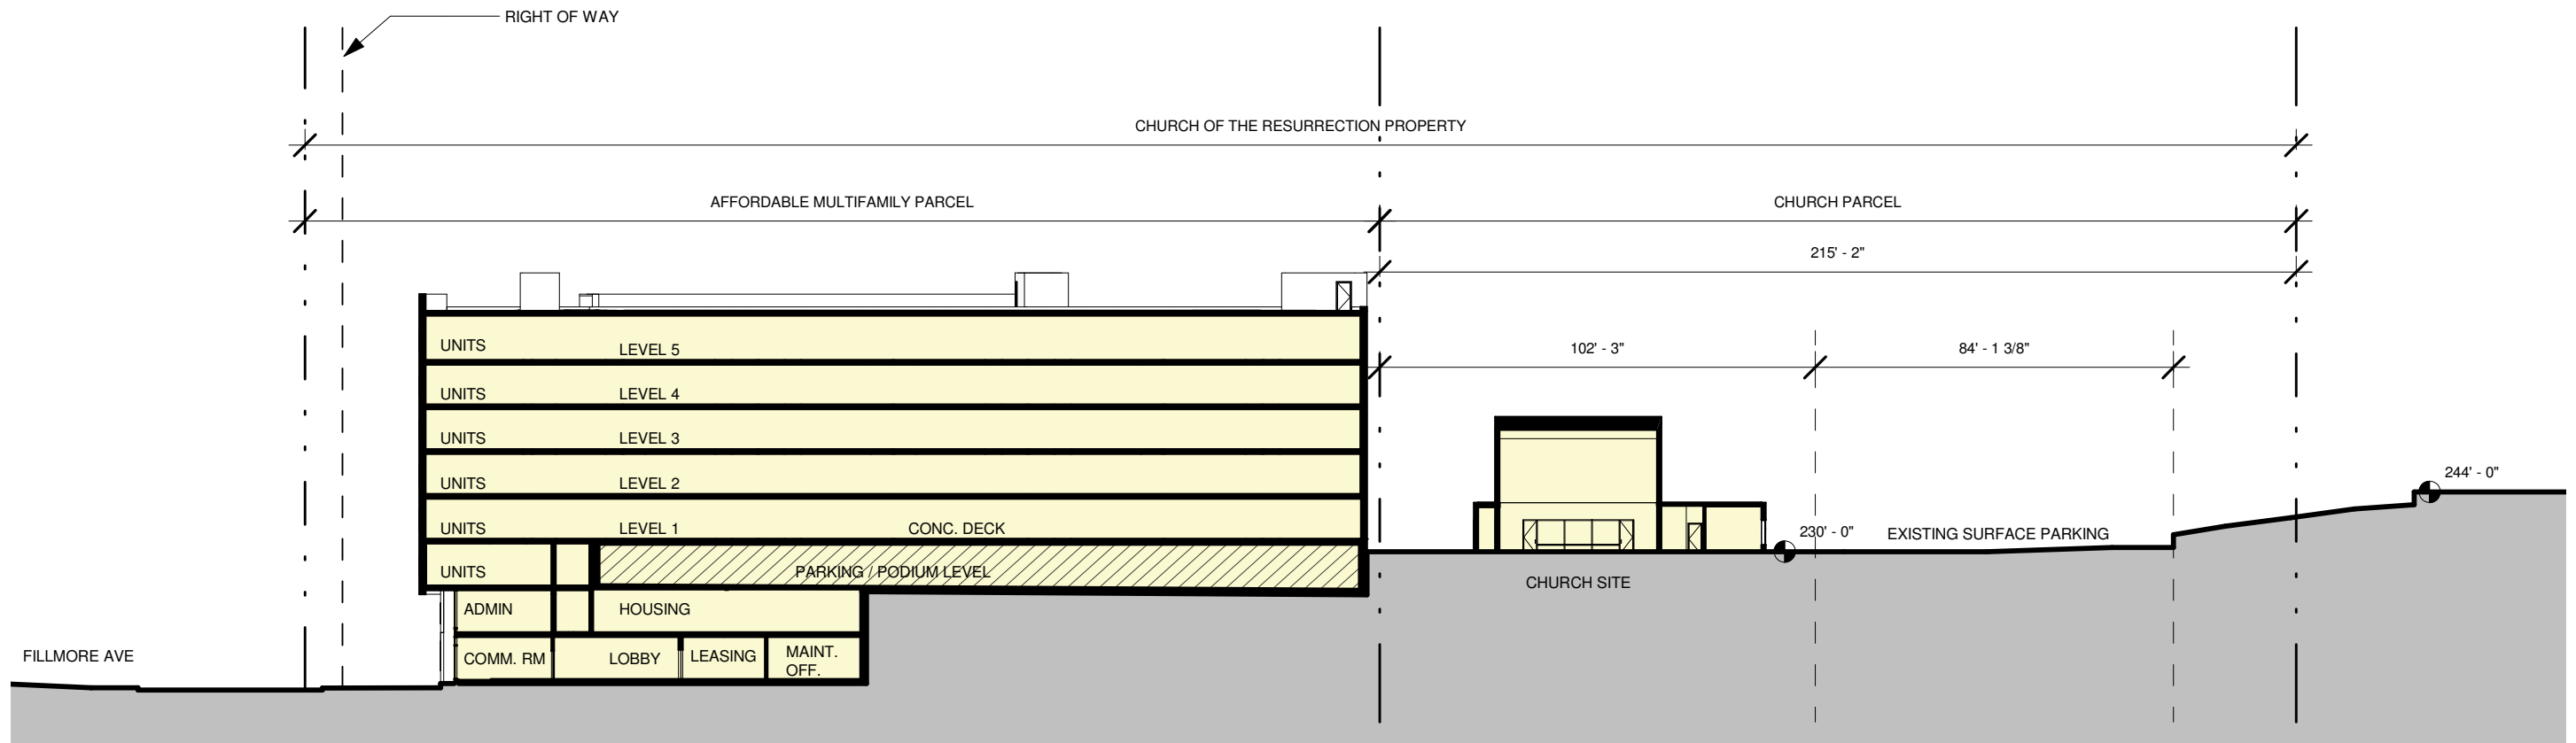 RIGHT OF WAY
CHURCH OF THE RESURRECTION PROPERTY
AFFORDABLE MULTIFAMILY PARCEL
CHURCH PARCEL
215' - 2"
102' - 3"
84' - 1 3/8"
UNITS LEVEL 5
UNITS LEVEL 4
UNITS LEVEL 3
UNITS LEVEL 2
UNITS LEVEL 1 CONC. DECK
UNITS PARKING / PODIUM LEVEL
ADMIN HOUSING
COMM. RM LOBBY LEASING MAINT.
OFF.
FILLMORE AVE
244' - 0"
230' - 0"
EXISTING SURFACE PARKING
CHURCH SITE